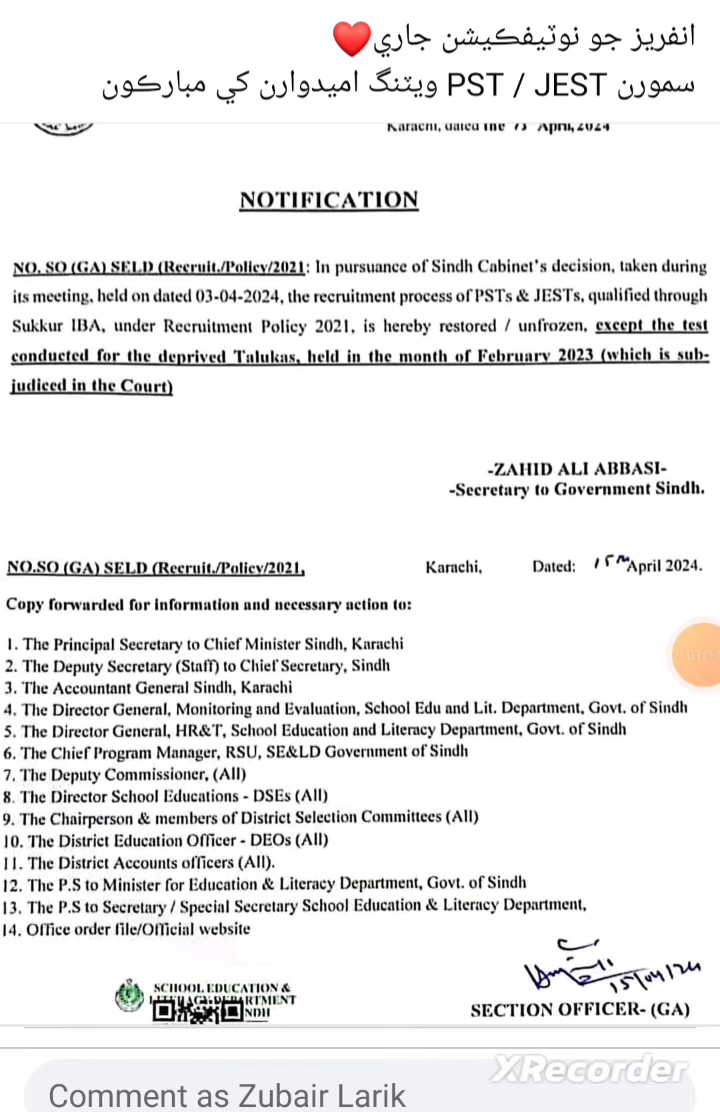 انفريز جو نوٽيفڪيشن جاري❤️
سمورن PST / JEST ويٽنگ اميدوارن کي مبارڪون
Karachi, dated the 15 April, 2024
NOTIFICATION
NO. SO (GA) SELD (Recruit./Policy/2021: In pursuance of Sindh Cabinet's decision, taken during
its meeting, held on dated 03-04-2024, the recruitment process of PSTs & JESTs, qualified through
Sukkur IBA, under Recruitment Policy 2021, is hereby restored / unfrozen, except the test
conducted for the deprived Talukas, held in the month of February 2023 (which is sub-
judiced in the Court)
-ZAHID ALI ABBASI-
-Secretary to Government Sindh.
NO.SO (GA) SELD (Recruit./Policy/2021, Karachi, Dated: 15th April 2024.
Copy forwarded for information and necessary action to:
1. The Principal Secretary to Chief Minister Sindh, Karachi
2. The Deputy Secretary (Staff) to Chief Secretary, Sindh
3. The Accountant General Sindh, Karachi
4. The Director General, Monitoring and Evaluation, School Edu and Lit. Department, Govt. of Sindh
5. The Director General, HR&T, School Education and Literacy Department, Govt. of Sindh
6. The Chief Program Manager, RSU, SE&LD Government of Sindh
7. The Deputy Commissioner, (All)
8. The Director School Educations - DSEs (All)
9. The Chairperson & members of District Selection Committees (All)
10. The District Education Officer - DEOs (All)
11. The District Accounts officers (All).
12. The P.S to Minister for Education & Literacy Department, Govt. of Sindh
13. The P.S to Secretary / Special Secretary School Education & Literacy Department,
14. Office order file/Official website
15/04/24
SECTION OFFICER- (GA)
SCHOOL EDUCATION &
01:11
XRecorder
Comment as Zubair Larik